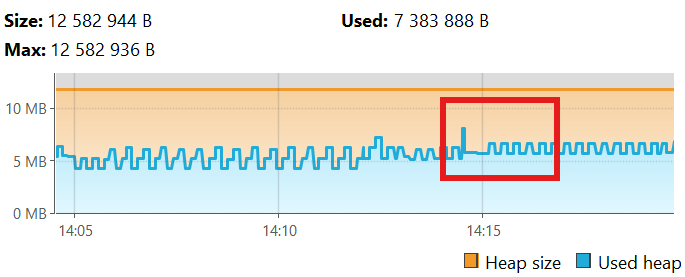 Size: 12 582 944 B Used: 7 383 888 B
Max: 12 582 936 B
10 MB
5 MB
0 MB
14:05 14:10 14:15
Heap size Used heap